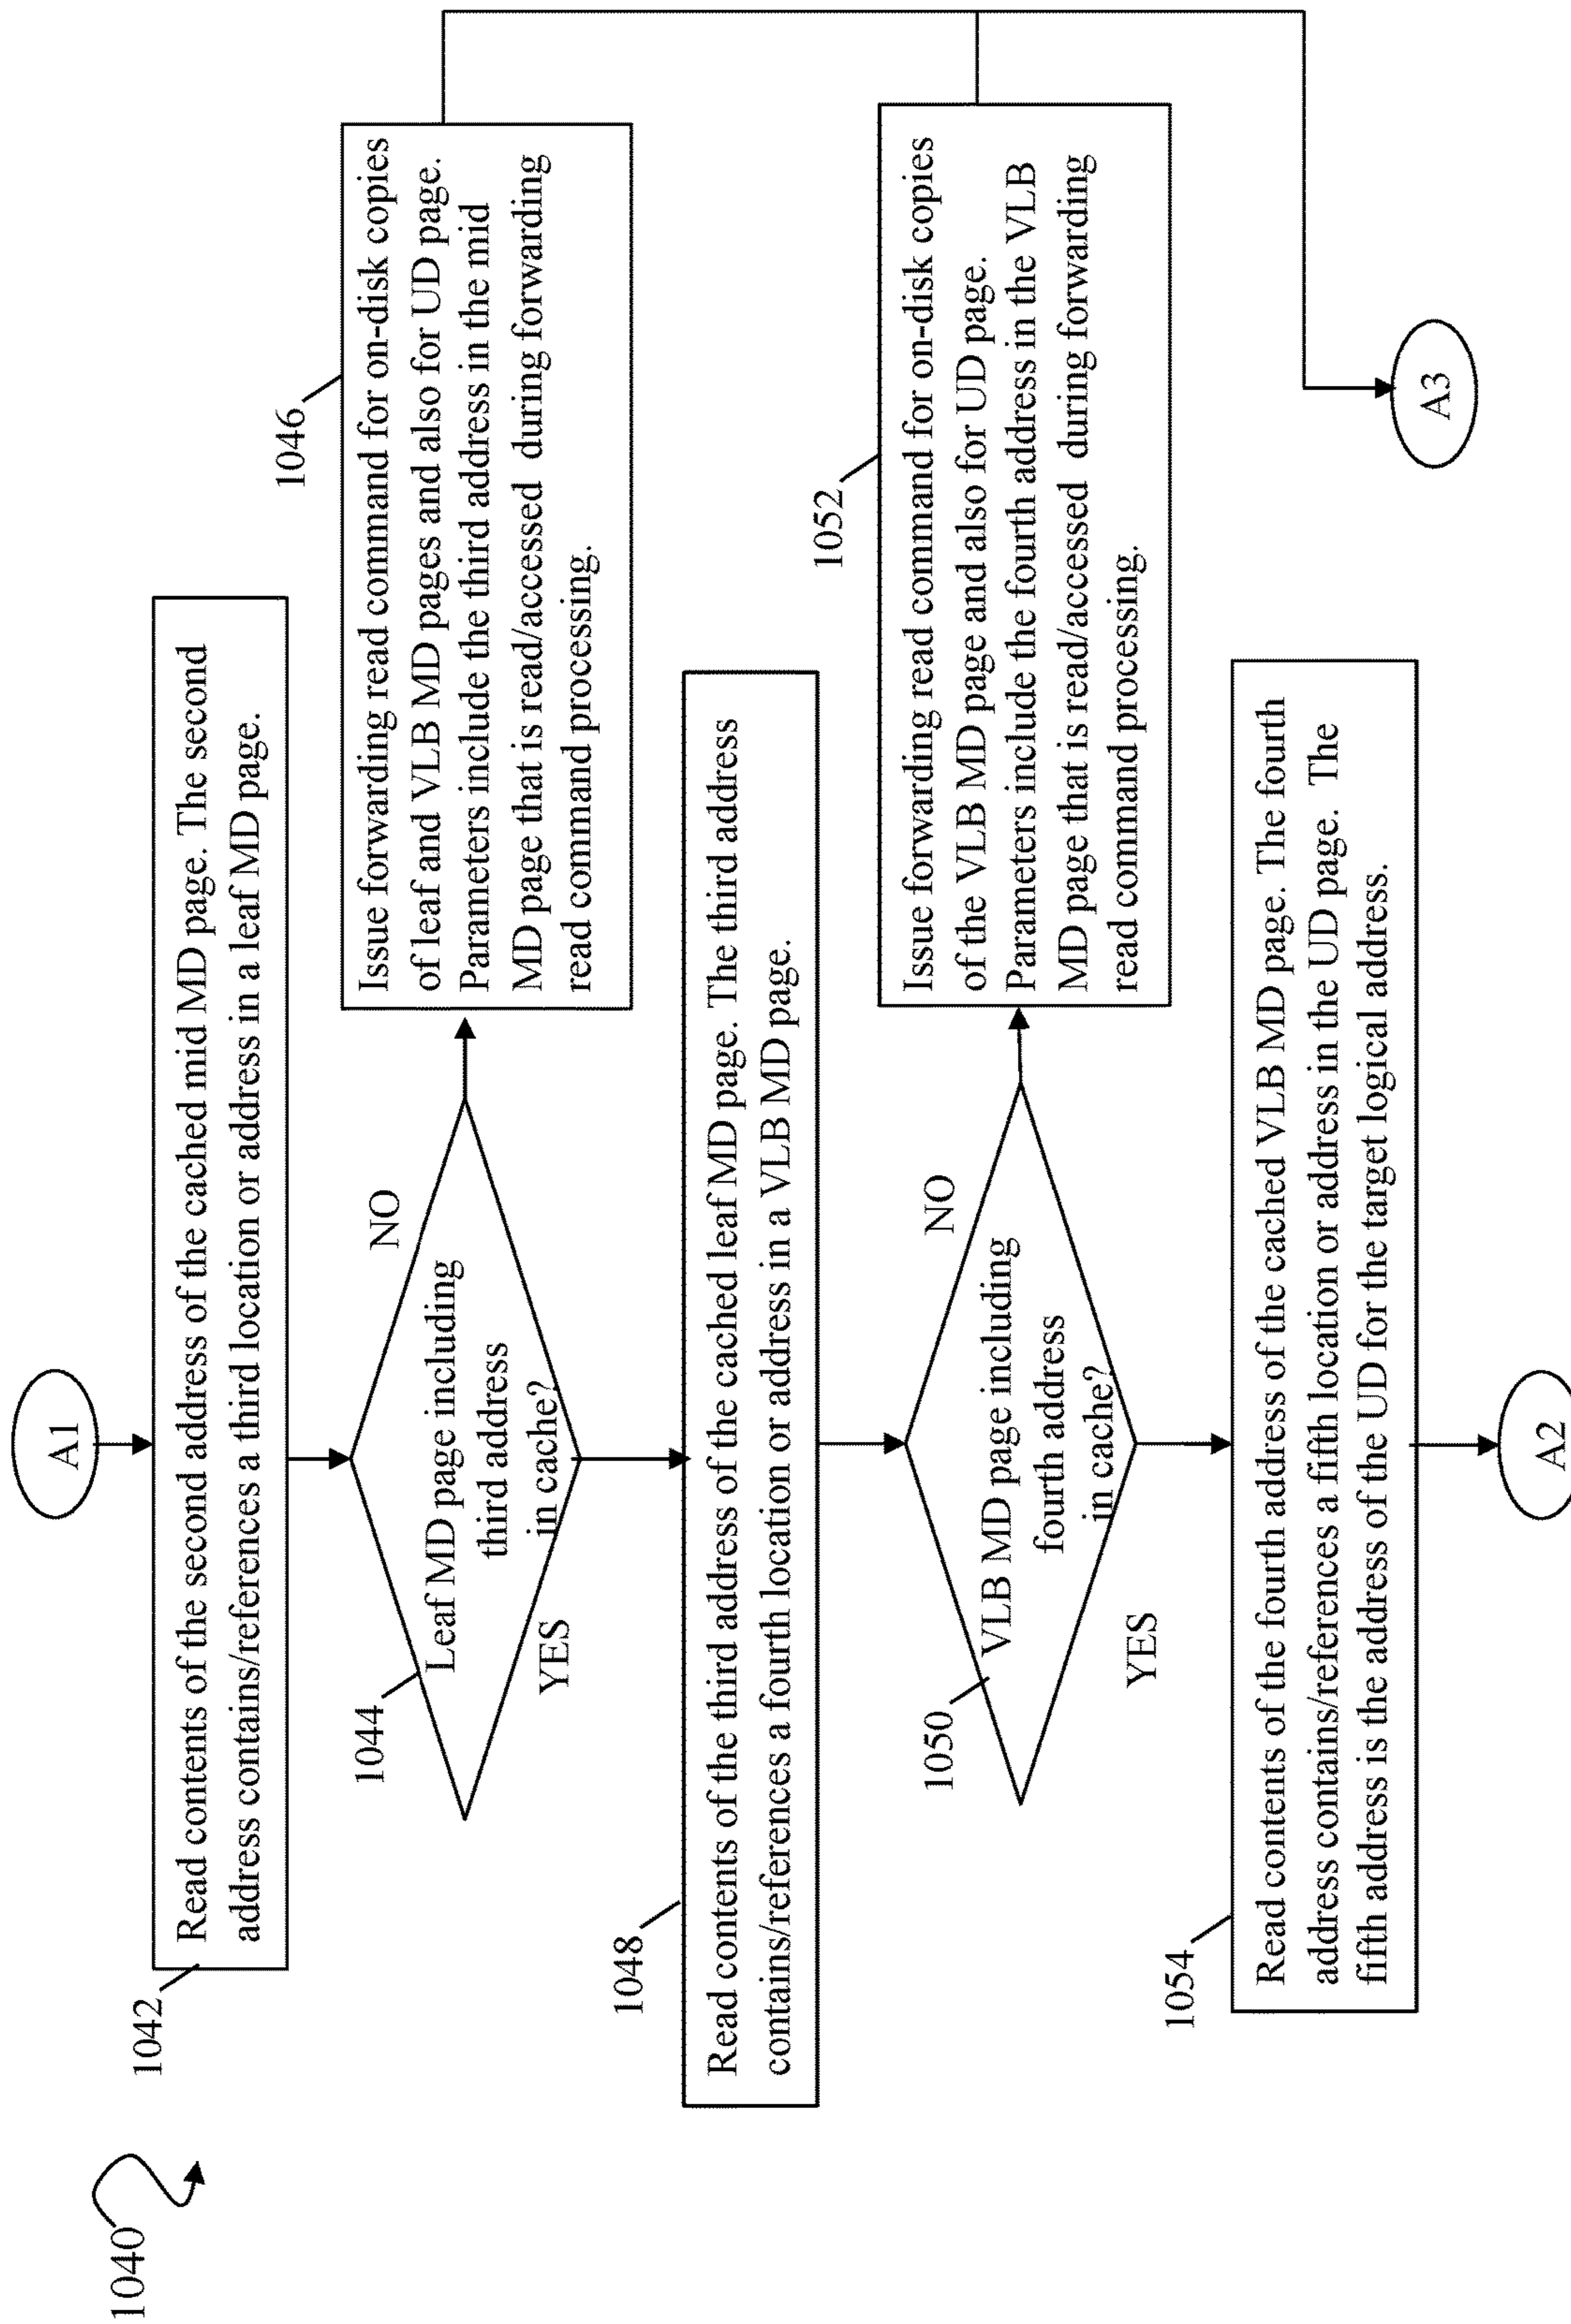 1040
A1
1042
Read contents of the second address of the cached mid MD page. The second
address contains/references a third location or address in a leaf MD page.
1044
Leaf MD page including
third address
in cache?
NO
YES
1046
Issue forwarding read command for on-disk copies
of leaf and VLB MD pages and also for UD page.
Parameters include the third address in the mid
MD page that is read/accessed during forwarding
read command processing.
1048
Read contents of the third address of the cached leaf MD page. The third address
contains/references a fourth location or address in a VLB MD page.
1050
VLB MD page including
fourth address
in cache?
NO
YES
1052
Issue forwarding read command for on-disk copies
of the VLB MD page and also for UD page.
Parameters include the fourth address in the VLB
MD page that is read/accessed during forwarding
read command processing.
1054
Read contents of the fourth address of the cached VLB MD page. The fourth
address contains/references a fifth location or address in the UD page. The
fifth address is the address of the UD for the target logical address.
A2
A3